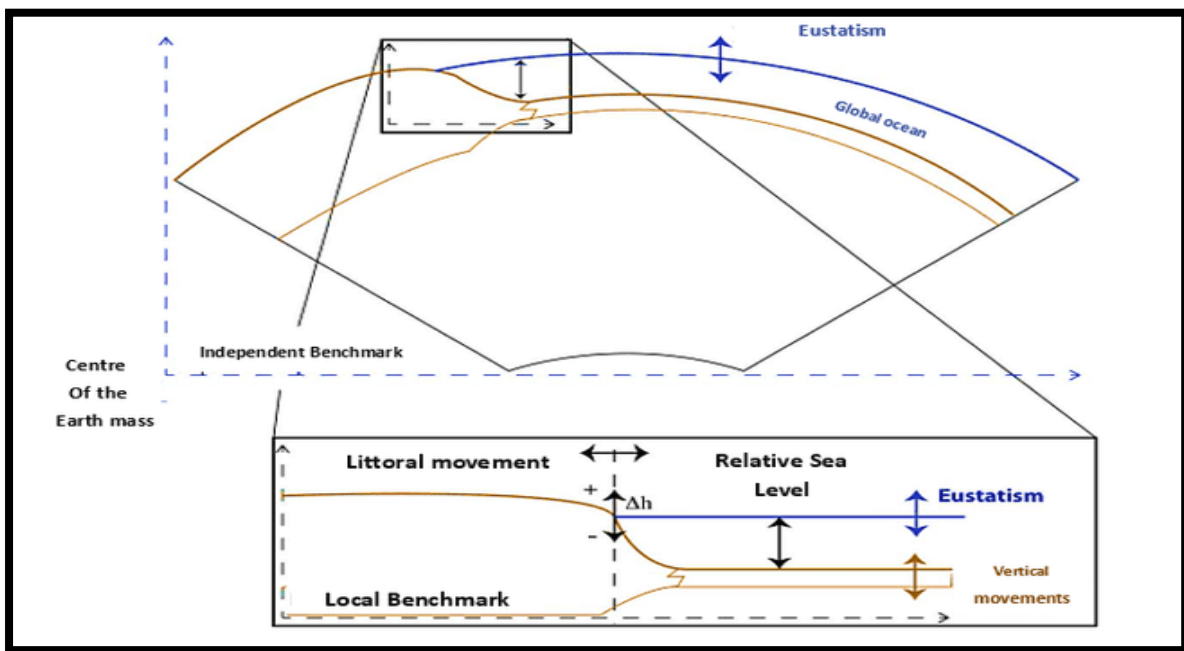 Eustatism
Global ocean
Independent Benchmark
Centre
Of the
Earth mass
Littoral movement
Relative Sea
Level
+
Δh
-
Eustatism
Vertical
movements
Local Benchmark